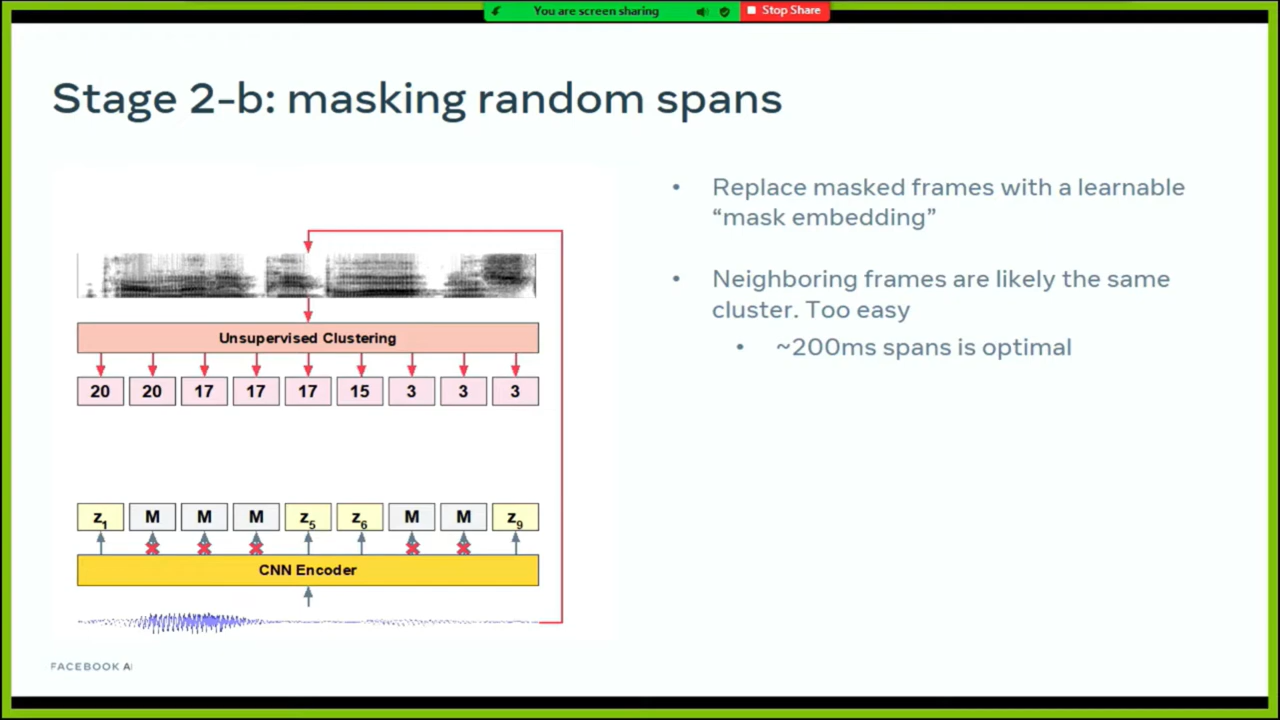 You are screen sharing
Stop Share
Stage 2-b: masking random spans
• Replace masked frames with a learnable
“mask embedding”
• Neighboring frames are likely the same
cluster. Too easy
• ~200ms spans is optimal
Unsupervised Clustering
20 20 17 17 17 15 3 3 3
z1 M M M z5 z6 M M z9
CNN Encoder
FACEBOOK AI